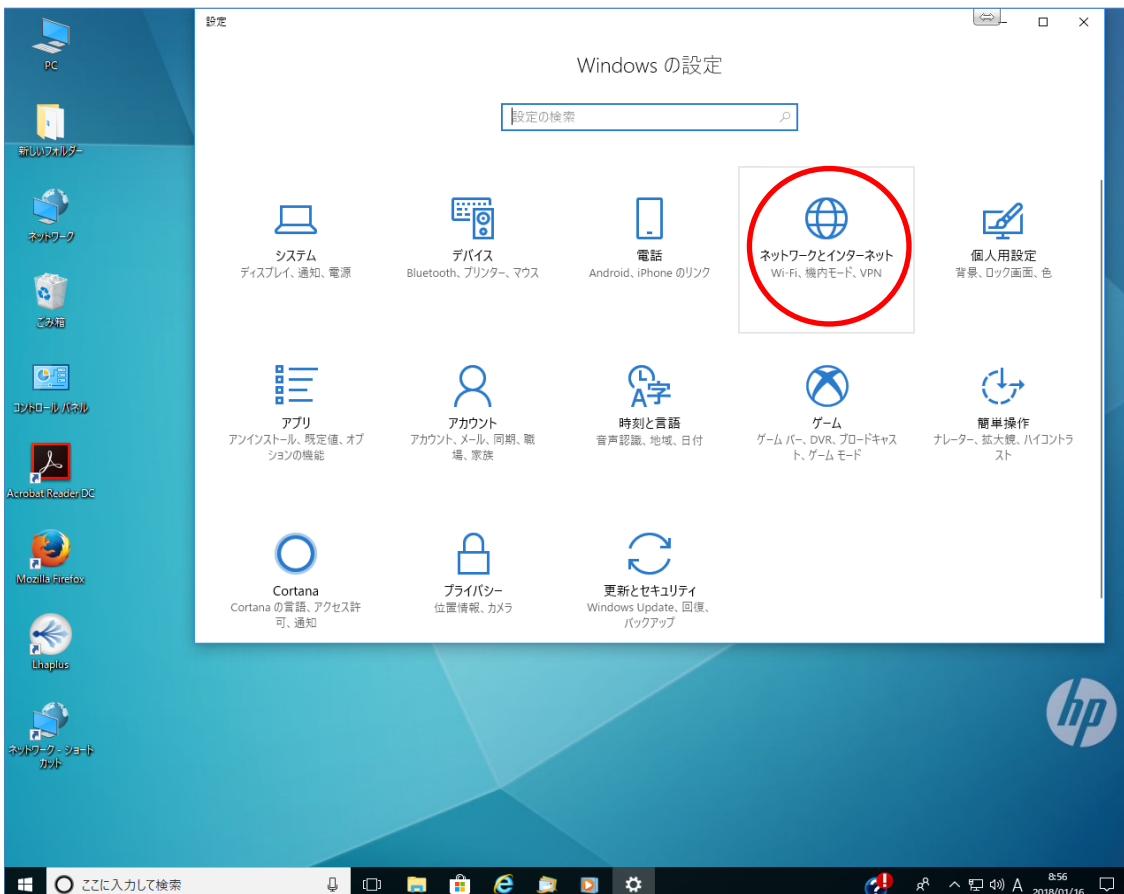 設定
Windows の設定
設定の検索
システム
ディスプレイ、通知、電源
デバイス
Bluetooth、プリンター、マウス
電話
Android、iPhone のリンク
ネットワークとインターネット
Wi-Fi、機内モード、VPN
個人用設定
背景、ロック画面、色
アプリ
アンインストール、既定値、オプ
ションの機能
アカウント
アカウント、メール、同期、職
場、家族
時刻と言語
音声認識、地域、日付
ゲーム
ゲーム バー、DVR、ブロードキャス
ト、ゲーム モード
簡単操作
ナレーター、拡大鏡、ハイコントラ
スト
Cortana
Cortana の言語、アクセス許
可、通知
プライバシー
位置情報、カメラ
更新とセキュリティ
Windows Update、回復、
バックアップ
PC
新しいフォルダー
ネットワーク
ごみ箱
コントロール パネル
Acrobat Reader DC
Mozilla Firefox
Lhaplus
ネットワーク - ショート
カット
hp
ここに入力して検索
A
8:56
2018/01/16